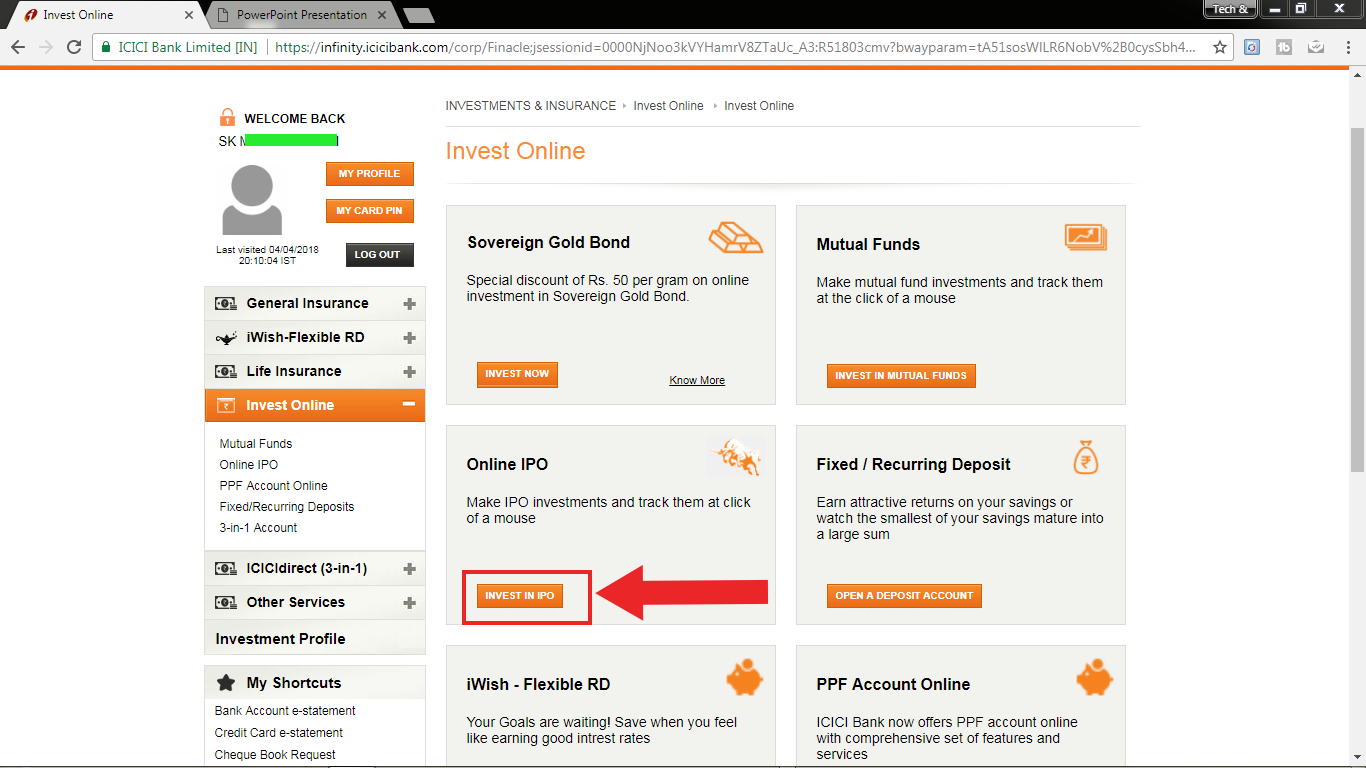 Invest Online
PowerPoint Presentation
Tech &
ICICI Bank Limited [IN]
https://infinity.icicibank.com/corp/Finacle;jsessionid=0000NjNoo3kVYHamrV8ZTaUc_A3:R51803cmv?bwayparam=tA51sosWlLR6NobV%2B0cysSbh4...
WELCOME BACK
SK
MY PROFILE
MY CARD PIN
Last visited 04/04/2018
20:10:04 IST
LOG OUT
General Insurance
iWish-Flexible RD
Life Insurance
Invest Online
Mutual Funds
Online IPO
PPF Account Online
Fixed/Recurring Deposits
3-in-1 Account
ICICIdirect (3-in-1)
Other Services
Investment Profile
My Shortcuts
Bank Account e-statement
Credit Card e-statement
Cheque Book Request
INVESTMENTS & INSURANCE
Invest Online
Invest Online
Invest Online
Sovereign Gold Bond
Special discount of Rs. 50 per gram on online
investment in Sovereign Gold Bond.
INVEST NOW
Know More
Mutual Funds
Make mutual fund investments and track them
at the click of a mouse
INVEST IN MUTUAL FUNDS
Online IPO
Make IPO investments and track them at click
of a mouse
INVEST IN IPO
Fixed / Recurring Deposit
Earn attractive returns on your savings or
watch the smallest of your savings mature into
a large sum
OPEN A DEPOSIT ACCOUNT
iWish - Flexible RD
Your Goals are waiting! Save when you feel
like earning good intrest rates
PPF Account Online
ICICI Bank now offers PPF account online
with comprehensive set of features and
services